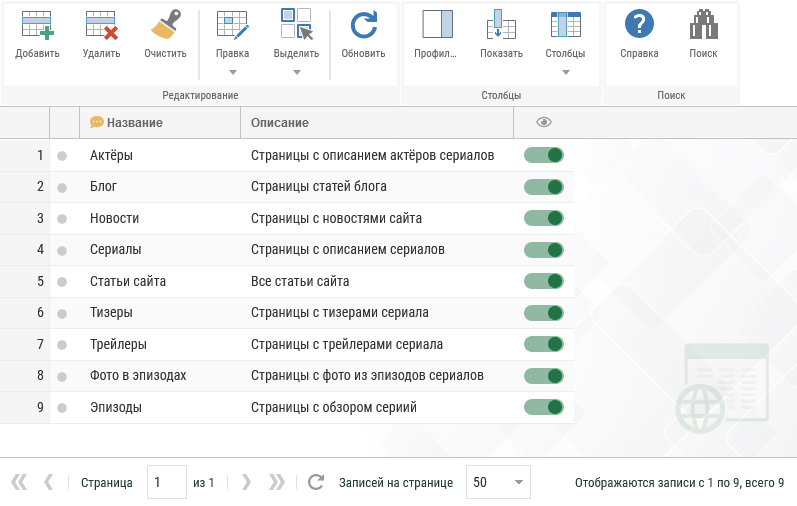 Добавить Удалить Очистить Правка Выделить Обновить Профил... Показать Столбцы Справка Поиск
Редактирование Столбцы Поиск
Название Описание
1 Актёры Страницы с описанием актёров сериалов
2 Блог Страницы статей блога
3 Новости Страницы с новостями сайта
4 Сериалы Страницы с описанием сериалов
5 Статьи сайта Все статьи сайта
6 Тизеры Страницы с тизерами сериала
7 Трейлеры Страницы с трейлерами сериала
8 Фото в эпизодах Страницы с фото из эпизодов сериалов
9 Эпизоды Страницы с обзором сериий
Страница 1 из 1 Записей на странице 50 Отображаются записи с 1 по 9, всего 9